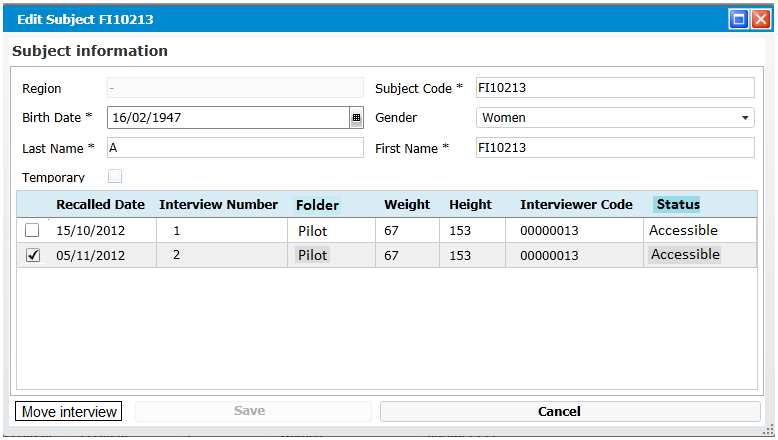 Edit Subject FI10213
Subject information
Region - Subject Code * FI10213
Birth Date * 16/02/1947 Gender Women
Last Name * A First Name * FI10213
Temporary
Recalled Date Interview Number Folder Weight Height Interviewer Code Status
15/10/2012 1 Pilot 67 153 00000013 Accessible
05/11/2012 2 Pilot 67 153 00000013 Accessible
Move interview Save Cancel